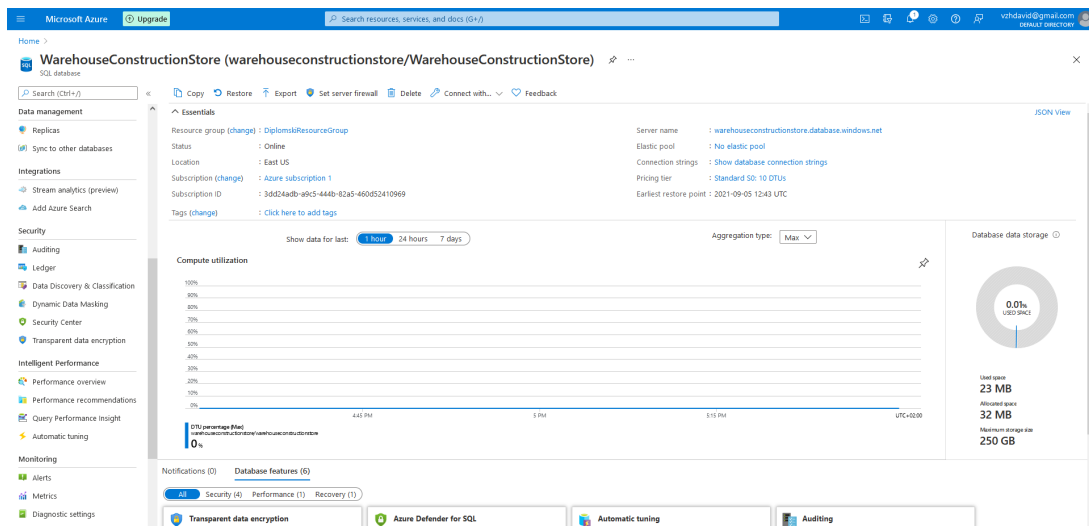 Microsoft Azure
Upgrade
Search resources, services, and docs (G+/)
1
vzhdavid@gmail.com
DEFAULT DIRECTORY
Home >
SQL
WarehouseConstructionStore (warehouseconstructionstore/WarehouseConstructionStore) ...
SQL database
Search (Ctrl+/) «
Copy Restore Export Set server firewall Delete Connect with... Feedback
Data management
Replicas
Sync to other databases
Integrations
Stream analytics (preview)
Add Azure Search
Security
Auditing
Ledger
Data Discovery & Classification
Dynamic Data Masking
Security Center
Transparent data encryption
Intelligent Performance
Performance overview
Performance recommendations
Query Performance Insight
Automatic tuning
Monitoring
Alerts
Metrics
Diagnostic settings
Essentials
JSON View
Resource group (change) : DiplomskiResourceGroup
Status : Online
Location : East US
Subscription (change) : Azure subscription 1
Subscription ID : 3dd24adb-a9c5-444b-82a5-460d52410969
Tags (change) : Click here to add tags
Server name : warehouseconstructionstore.database.windows.net
Elastic pool : No elastic pool
Connection strings : Show database connection strings
Pricing tier : Standard S0: 10 DTUs
Earliest restore point : 2021-09-05 12:43 UTC
Show data for last: 1 hour 24 hours 7 days
Aggregation type: Max
Compute utilization
100%
90%
80%
70%
60%
50%
40%
30%
20%
10%
0%
4:45 PM 5 PM 5:15 PM UTC+02:00
DTU percentage (Max)
warehouseconstructionstore/warehouseconstructionstore
0%
Database data storage
0.01%
USED SPACE
Used space
23 MB
Allocated space
32 MB
Maximum storage size
250 GB
Notifications (0) Database features (6)
All Security (4) Performance (1) Recovery (1)
Transparent data encryption
Azure Defender for SQL
Automatic tuning
Auditing